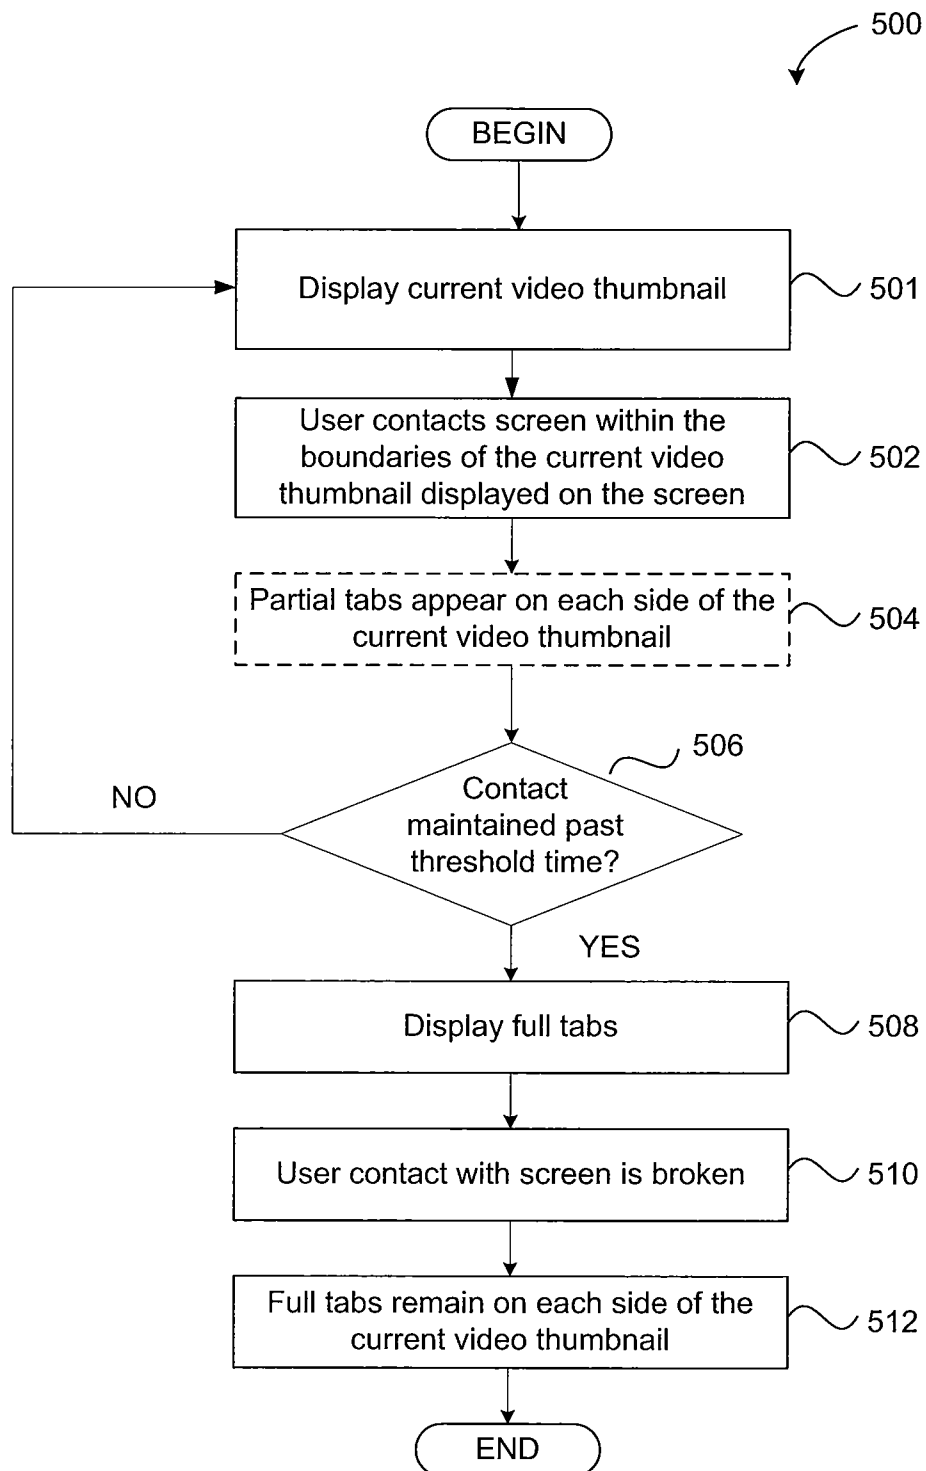 500
BEGIN
Display current video thumbnail
501
User contacts screen within the
boundaries of the current video
thumbnail displayed on the screen
502
Partial tabs appear on each side of the
current video thumbnail
504
506
Contact
maintained past
threshold time?
NO
YES
Display full tabs
508
User contact with screen is broken
510
Full tabs remain on each side of the
current video thumbnail
512
END